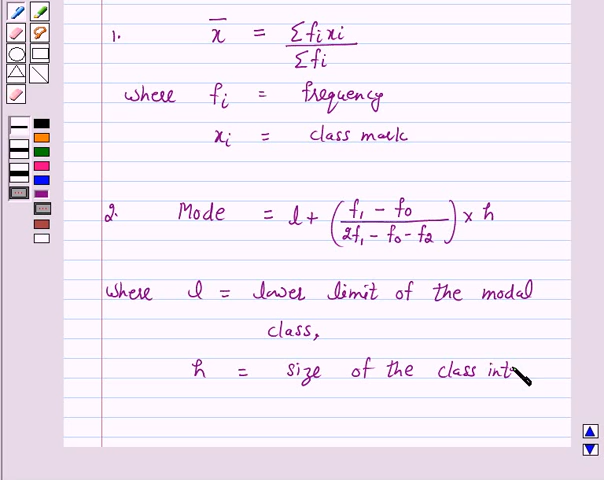 1. x̄ = Σfixi / Σfi
where fi = frequency
xi = class mark
2. Mode = l + (f1 - f0 / 2f1 - f0 - f2) × h
where l = lower limit of the modal
class,
h = size of the class int